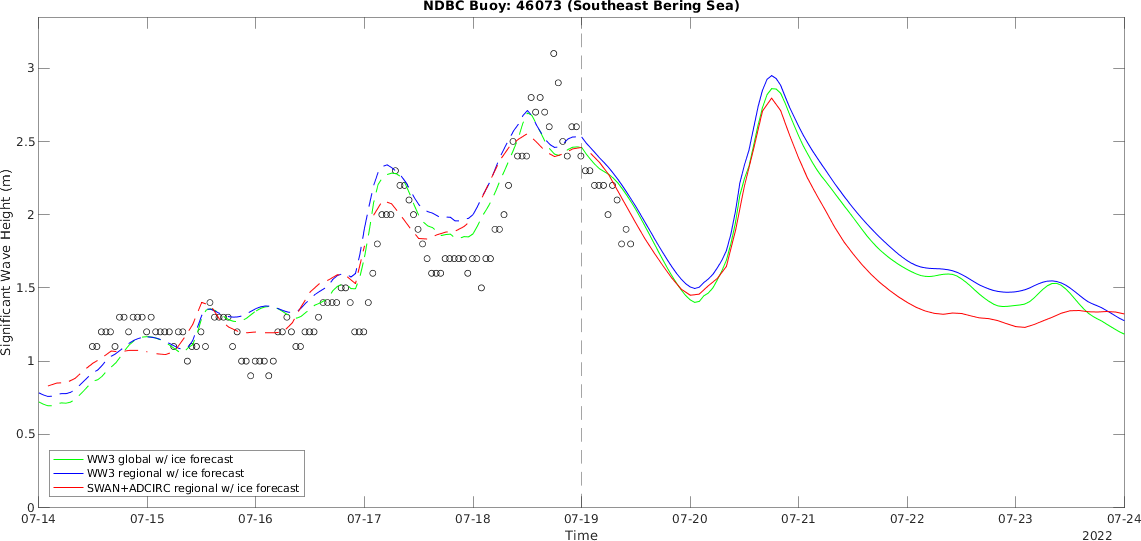 NDBC Buoy: 46073 (Southeast Bering Sea)
Significant Wave Height (m)
3
2.5
2
1.5
1
0.5
0
WW3 global w/ ice forecast
WW3 regional w/ ice forecast
SWAN+ADCIRC regional w/ ice forecast
07-14 07-15 07-16 07-17 07-18 07-19 07-20 07-21 07-22 07-23 07-24
Time
2022